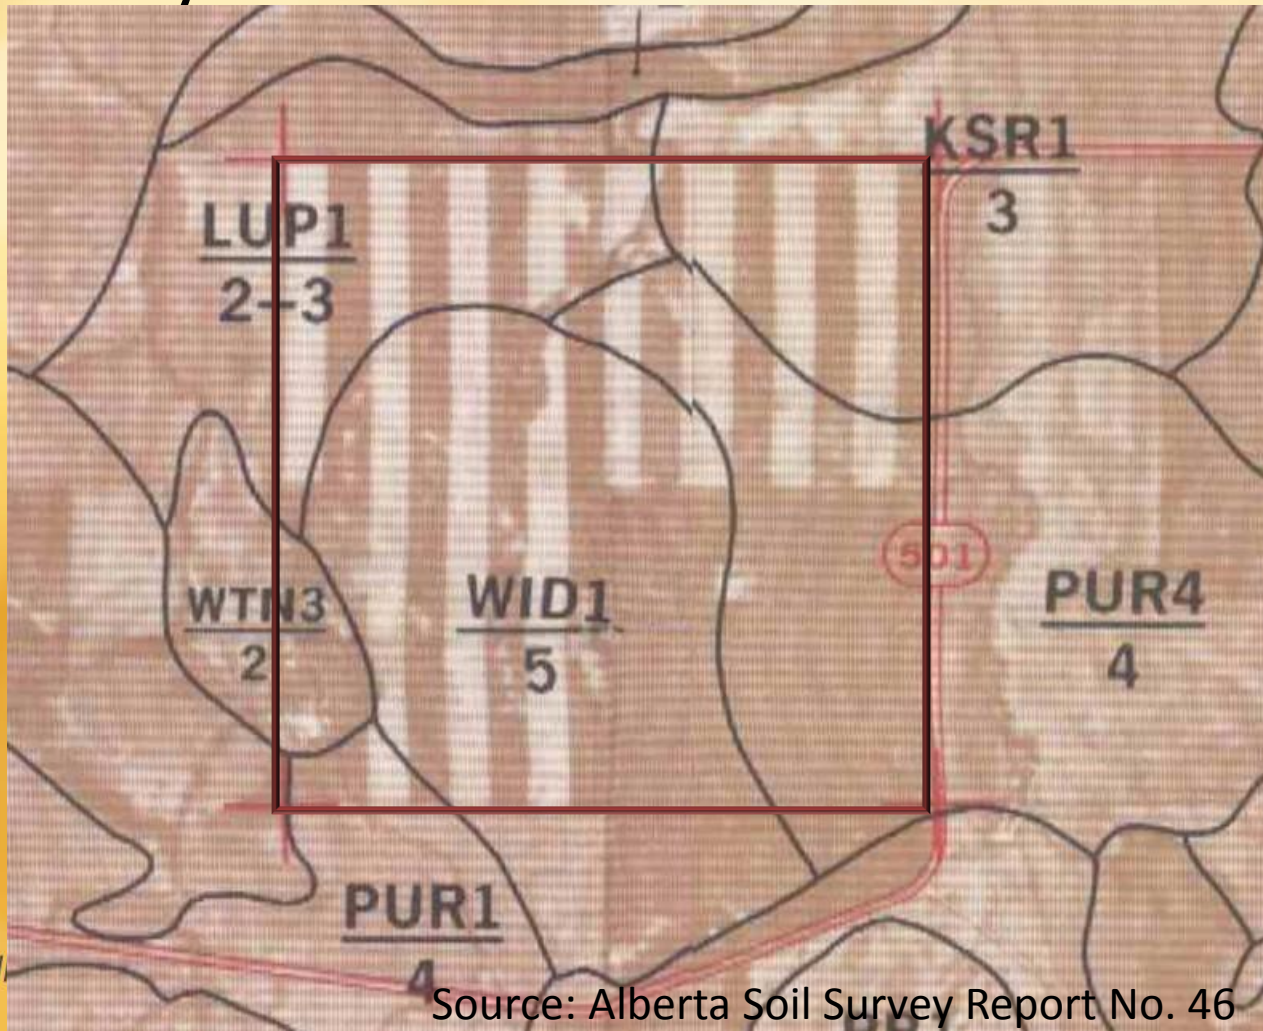 KSR1
3
LUP1
2-3
501
WTN3
2
WID1
5
PUR4
4
PUR1
4
Source: Alberta Soil Survey Report No. 46